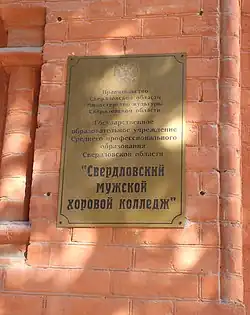 Правительство
Свердловской области
Министерство культуры
Свердловской области
Государственное
образовательное учреждение
Среднего профессионального
образования
Свердловской области
"Свердловский
мужской
хоровой колледж"